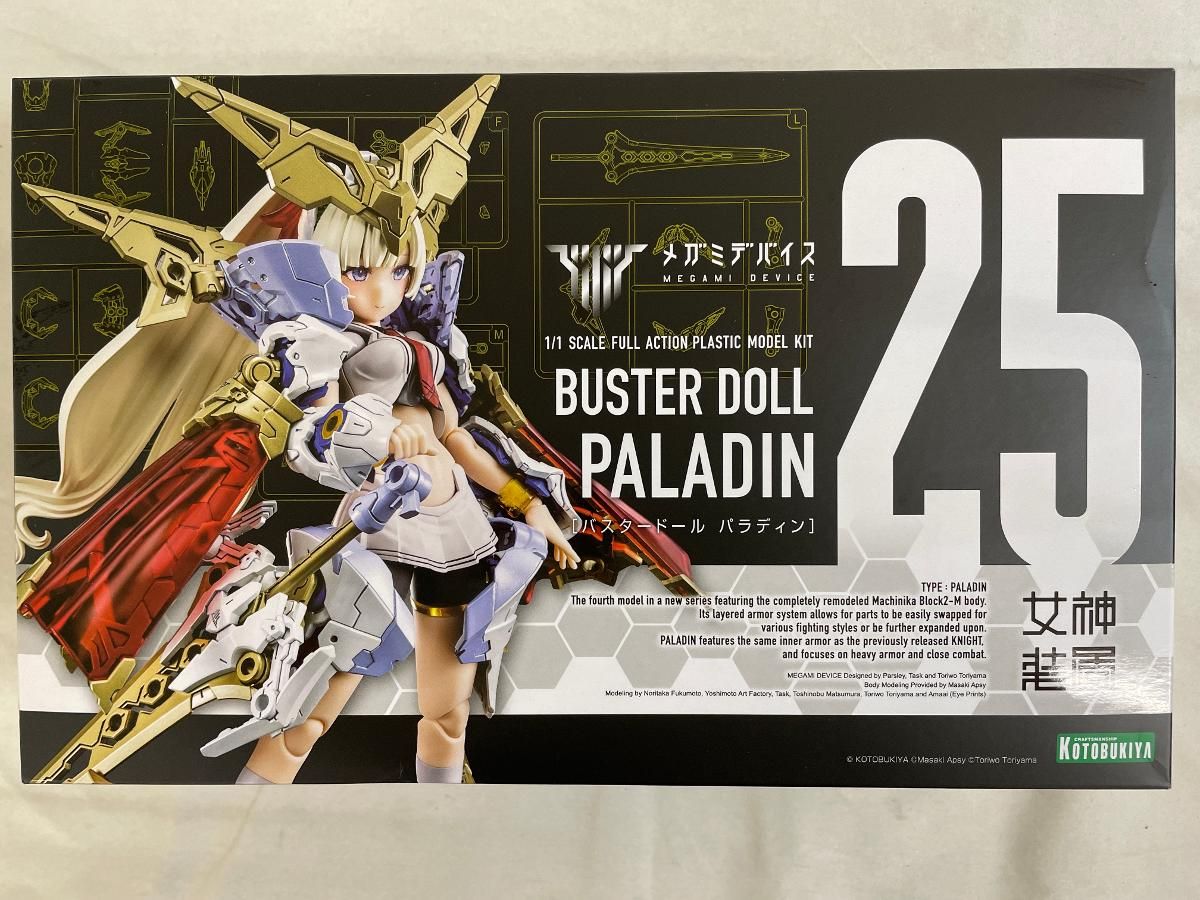 F
L
M
25
メガミデバイス
MEGAMI DEVICE
1/1 SCALE FULL ACTION PLASTIC MODEL KIT
BUSTER DOLL
PALADIN
[バスタードール パラディン]
TYPE : PALADIN
The fourth model in a new series featuring the completely remodeled Machinika Block2-M body.
Its layered armor system allows for parts to be easily swapped for
various fighting styles or be further expanded upon.
PALADIN features the same inner armor as the previously released KNIGHT,
and focuses on heavy armor and close combat.
MEGAMI DEVICE Designed by Parsley, Task and Toriwo Toriyama
Body Modeling Provided by Masaki Apsy
Modeling by Noritaka Fukumoto, Yoshimoto Art Factory, Task, Toshinobu Matsumura, Toriwo Toriyama and Amaai (Eye Prints)
女神
CRAFTSMANSHIP
KOTOBUKIYA
© KOTOBUKIYA ©Masaki Apsy ©Toriwo Toriyama